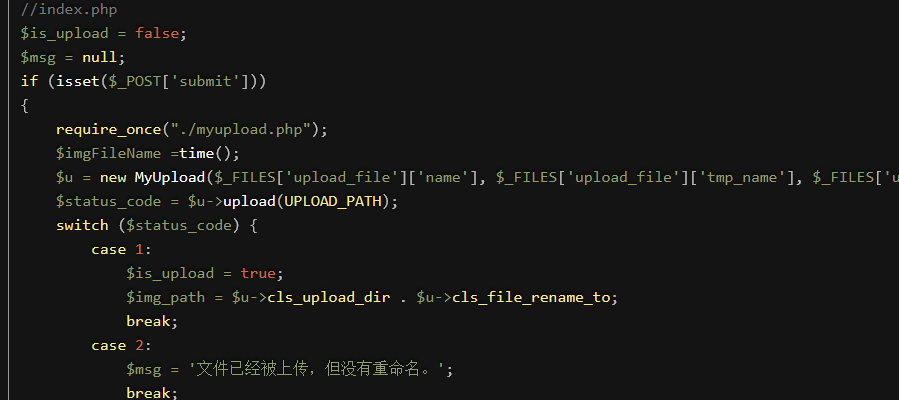 //index.php
$is_upload = false;
$msg = null;
if (isset($_POST['submit']))
{
    require_once("./myupload.php");
    $imgFileName =time();
    $u = new MyUpload($_FILES['upload_file']['name'], $_FILES['upload_file']['tmp_name'], $_FILES['u
    $status_code = $u->upload(UPLOAD_PATH);
    switch ($status_code) {
        case 1:
            $is_upload = true;
            $img_path = $u->cls_upload_dir . $u->cls_file_rename_to;
            break;
        case 2:
            $msg = '文件已经被上传，但没有重命名。';
            break;